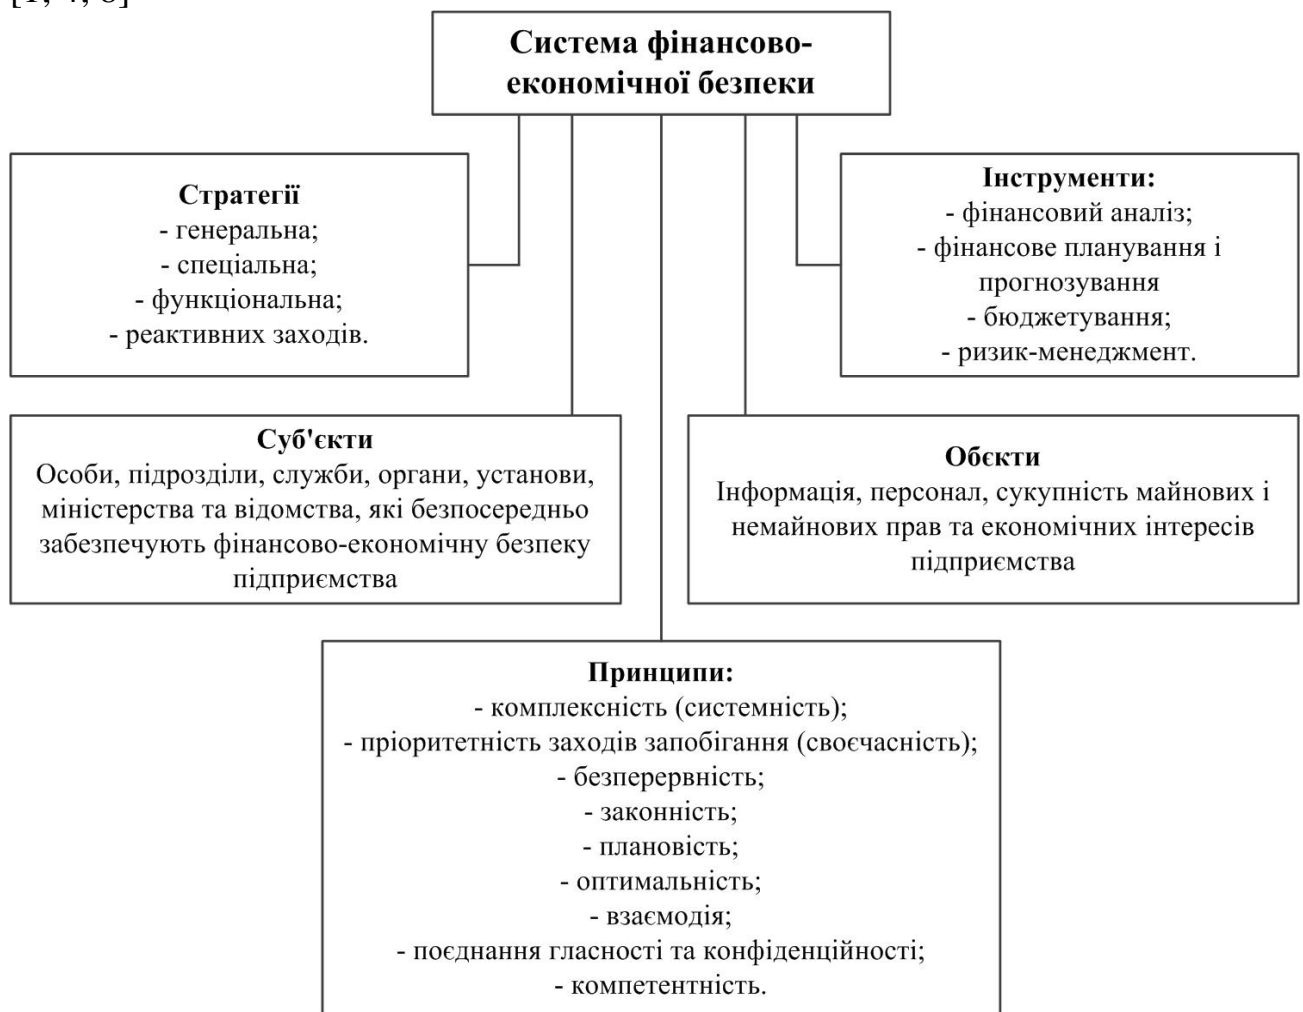 Система фінансово-
економічної безпеки
Стратегії
- генеральна;
- спеціальна;
- функціональна;
- реактивних заходів.
Інструменти:
- фінансовий аналіз;
- фінансове планування і
прогнозування
- бюджетування;
- ризик-менеджмент.
Суб'єкти
Особи, підрозділи, служби, органи, установи,
міністерства та відомства, які безпосередньо
забезпечують фінансово-економічну безпеку
підприємства
Обєкти
Інформація, персонал, сукупність майнових і
немайнових прав та економічних інтересів
підприємства
Принципи:
- комплексність (системність);
- пріоритетність заходів запобігання (своєчасність);
- безперервність;
- законність;
- плановість;
- оптимальність;
- взаємодія;
- поєднання гласності та конфіденційності;
- компетентність.